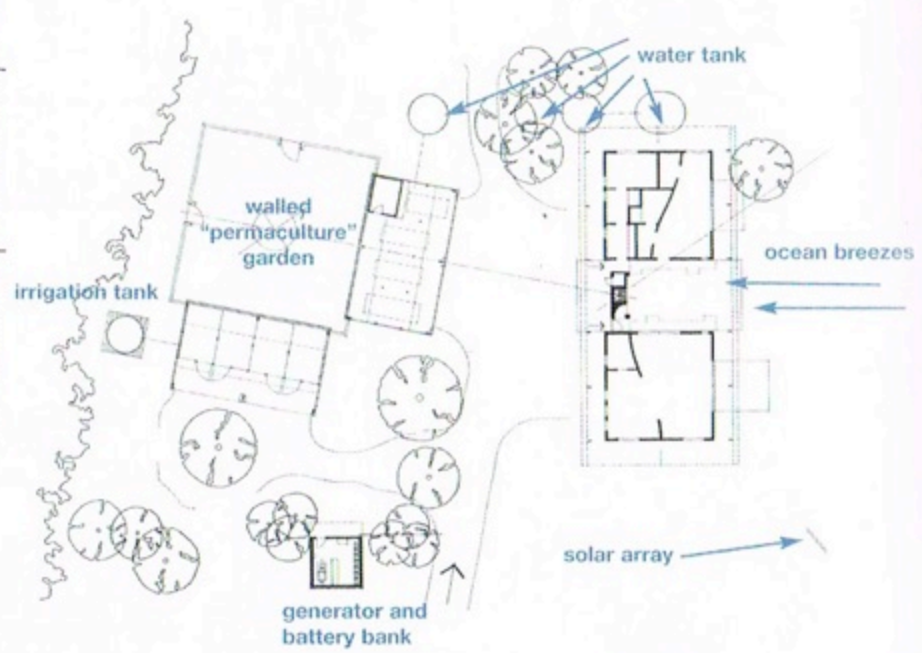 water tank
walled
“permaculture”
garden
ocean breezes
irrigation tank
solar array
generator and
battery bank